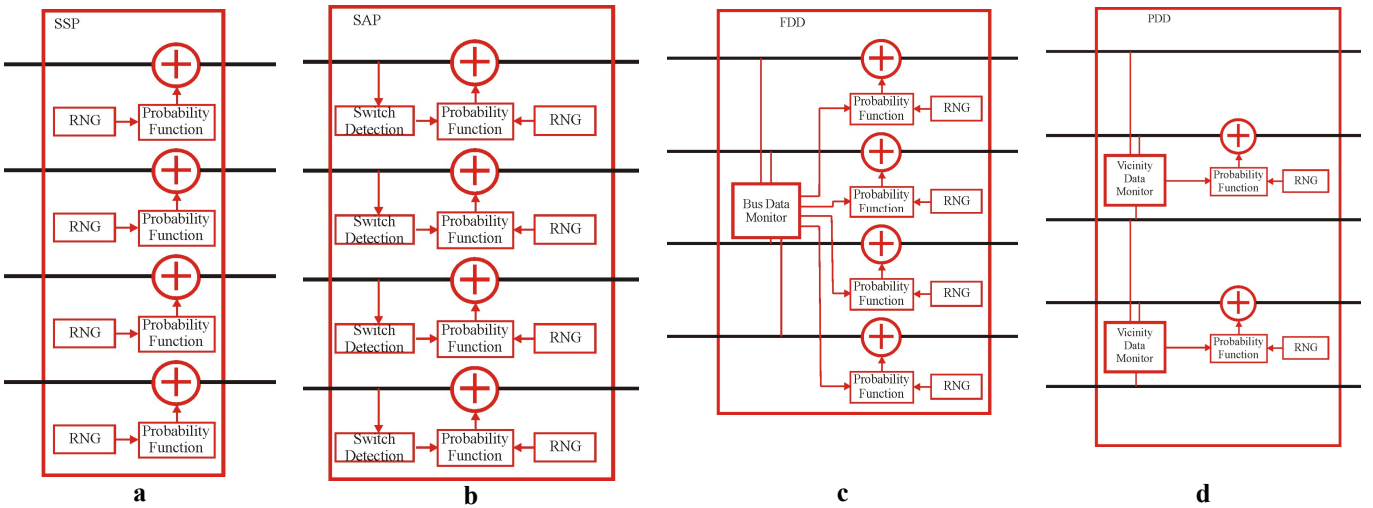 SSP
RNG
Probability
Function
RNG
Probability
Function
RNG
Probability
Function
RNG
Probability
Function
a
SAP
Switch
Detection
Probability
Function
RNG
Switch
Detection
Probability
Function
RNG
Switch
Detection
Probability
Function
RNG
Switch
Detection
Probability
Function
RNG
b
FDD
Bus Data
Monitor
Probability
Function
RNG
Probability
Function
RNG
Probability
Function
RNG
Probability
Function
RNG
c
PDD
Vicinity
Data
Monitor
Probability
Function
RNG
Vicinity
Data
Monitor
Probability
Function
RNG
d